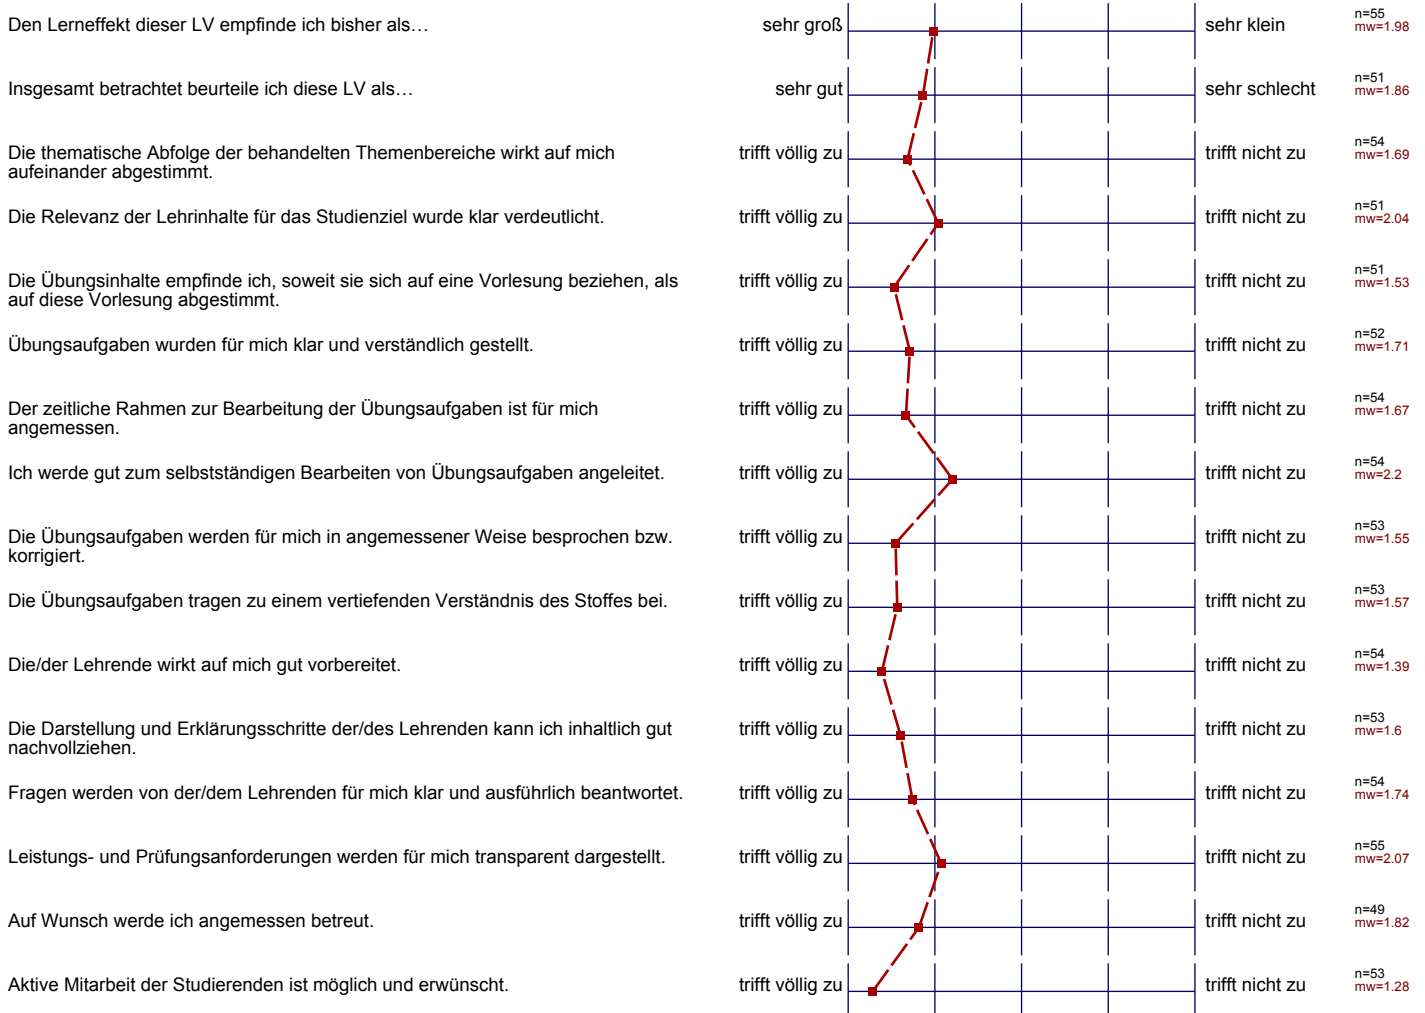 Den Lerneffekt dieser LV empfinde ich bisher als… sehr groß sehr klein n=55
mw=1.98
Insgesamt betrachtet beurteile ich diese LV als… sehr gut sehr schlecht n=51
mw=1.86
Die thematische Abfolge der behandelten Themenbereiche wirkt auf mich trifft völlig zu trifft nicht zu n=54
aufeinander abgestimmt. mw=1.69
Die Relevanz der Lehrinhalte für das Studienziel wurde klar verdeutlicht. trifft völlig zu trifft nicht zu n=51
mw=2.04
Die Übungsinhalte empfinde ich, soweit sie sich auf eine Vorlesung beziehen, als trifft völlig zu trifft nicht zu n=51
auf diese Vorlesung abgestimmt. mw=1.53
Übungsaufgaben wurden für mich klar und verständlich gestellt. trifft völlig zu trifft nicht zu n=52
mw=1.71
Der zeitliche Rahmen zur Bearbeitung der Übungsaufgaben ist für mich trifft völlig zu trifft nicht zu n=54
angemessen. mw=1.67
Ich werde gut zum selbstständigen Bearbeiten von Übungsaufgaben angeleitet. trifft völlig zu trifft nicht zu n=54
mw=2.2
Die Übungsaufgaben werden für mich in angemessener Weise besprochen bzw. trifft völlig zu trifft nicht zu n=53
korrigiert. mw=1.55
Die Übungsaufgaben tragen zu einem vertiefenden Verständnis des Stoffes bei. trifft völlig zu trifft nicht zu n=53
mw=1.57
Die/der Lehrende wirkt auf mich gut vorbereitet. trifft völlig zu trifft nicht zu n=54
mw=1.39
Die Darstellung und Erklärungsschritte der/des Lehrenden kann ich inhaltlich gut trifft völlig zu trifft nicht zu n=53
nachvollziehen. mw=1.6
Fragen werden von der/dem Lehrenden für mich klar und ausführlich beantwortet. trifft völlig zu trifft nicht zu n=54
mw=1.74
Leistungs- und Prüfungsanforderungen werden für mich transparent dargestellt. trifft völlig zu trifft nicht zu n=55
mw=2.07
Auf Wunsch werde ich angemessen betreut. trifft völlig zu trifft nicht zu n=49
mw=1.82
Aktive Mitarbeit der Studierenden ist möglich und erwünscht. trifft völlig zu trifft nicht zu n=53
mw=1.28